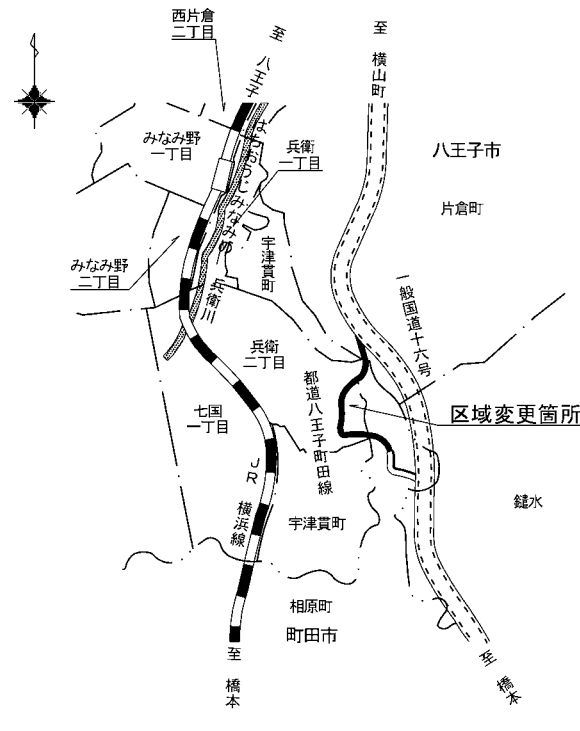 西片倉
二丁目
至 八王子
至 横山町
みなみ野
一丁目
はちおうじみなみの
兵衛
一丁目
八王子市
片倉町
宇津貫町
みなみ野
二丁目
兵衛川
一般国道十六号
兵衛
二丁目
都道八王子町田線
区域変更箇所
七国
一丁目
JR 横浜線
宇津貫町
鑓水
相原町
町田市
至 橋本
至 橋本